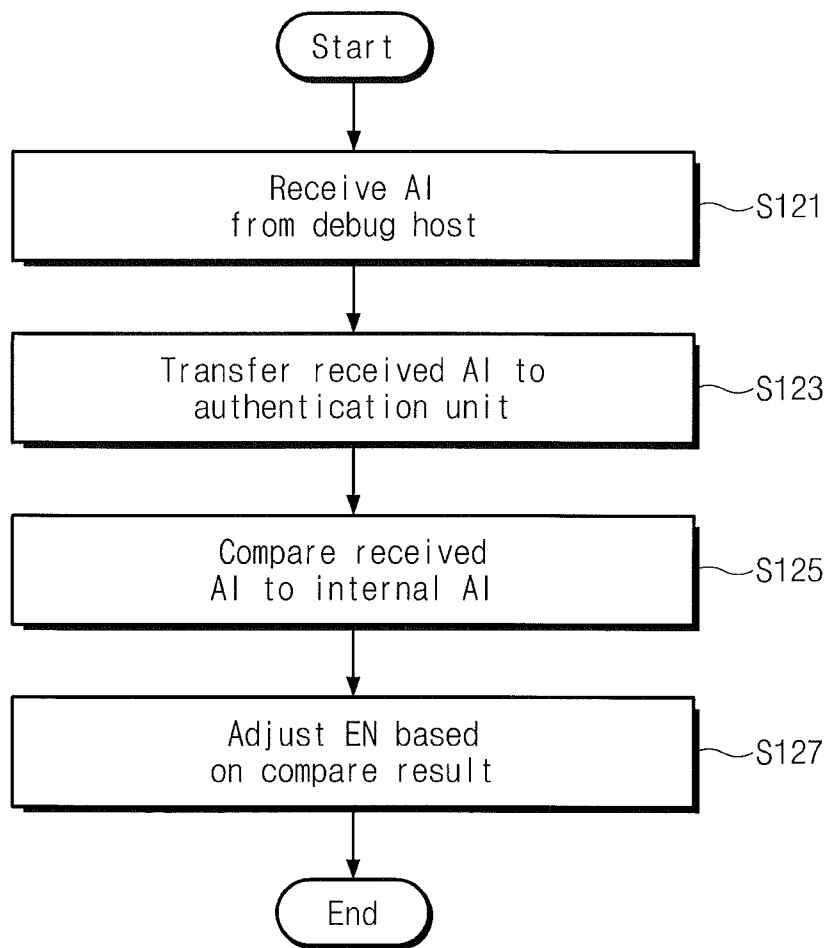 Start
Receive AI
from debug host
S121
Transfer received AI to
authentication unit
S123
Compare received
AI to internal AI
S125
Adjust EN based
on compare result
S127
End